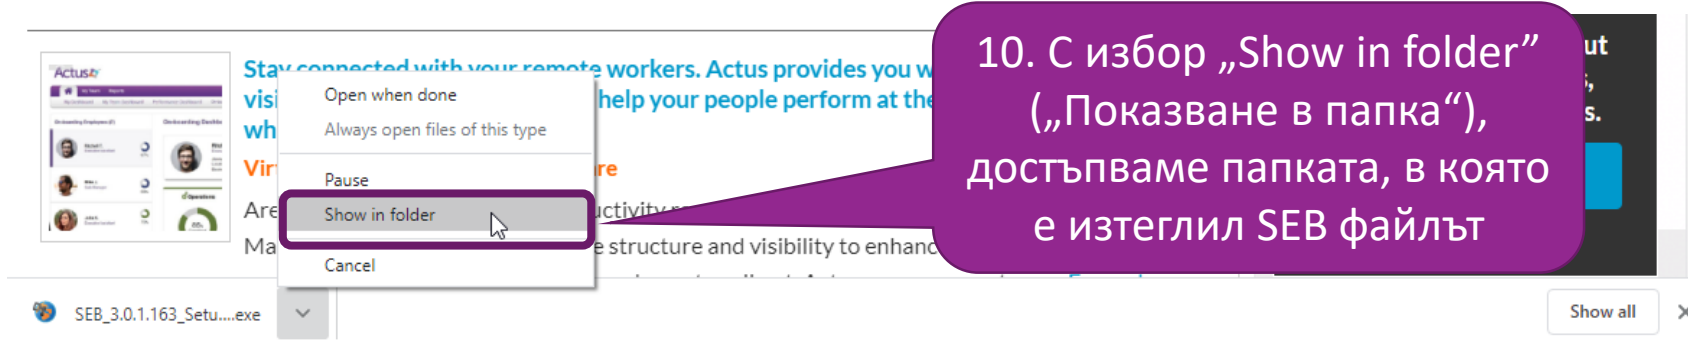 Actus
Stay connected with your remote workers. Actus provides you w
visi
help your people perform at the
wh
Vir
re
Are
uctivity
Ma
e structure and visibility to enhanc
Open when done
Always open files of this type
Pause
Show in folder
Cancel
10. С избор „Show in folder”
(„Показване в папка“),
достъпваме папката, в която
е изтеглил SEB файлът
ut
s.
SEB_3.0.1.163_Setu....exe
Show all